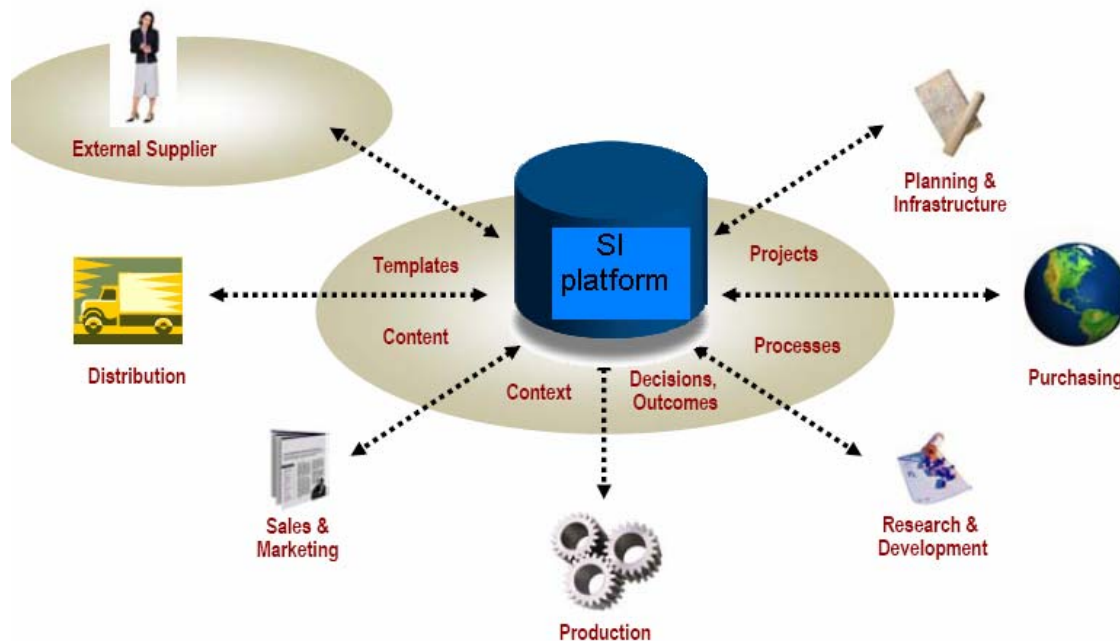 External Supplier
Planning &
Infrastructure
SI
platform
Templates
Projects
Content
Processes
Distribution
Purchasing
Context
Decisions,
Outcomes
Sales &
Marketing
Research &
Development
Production